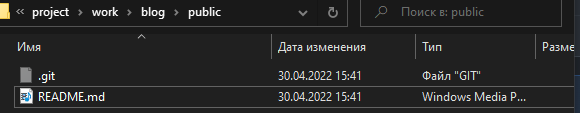 « project › work › blog › public
Поиск в: public
Имя Дата изменения Тип Разме
.git 30.04.2022 15:41 Файл "GIT"
README.md 30.04.2022 15:41 Windows Media P...